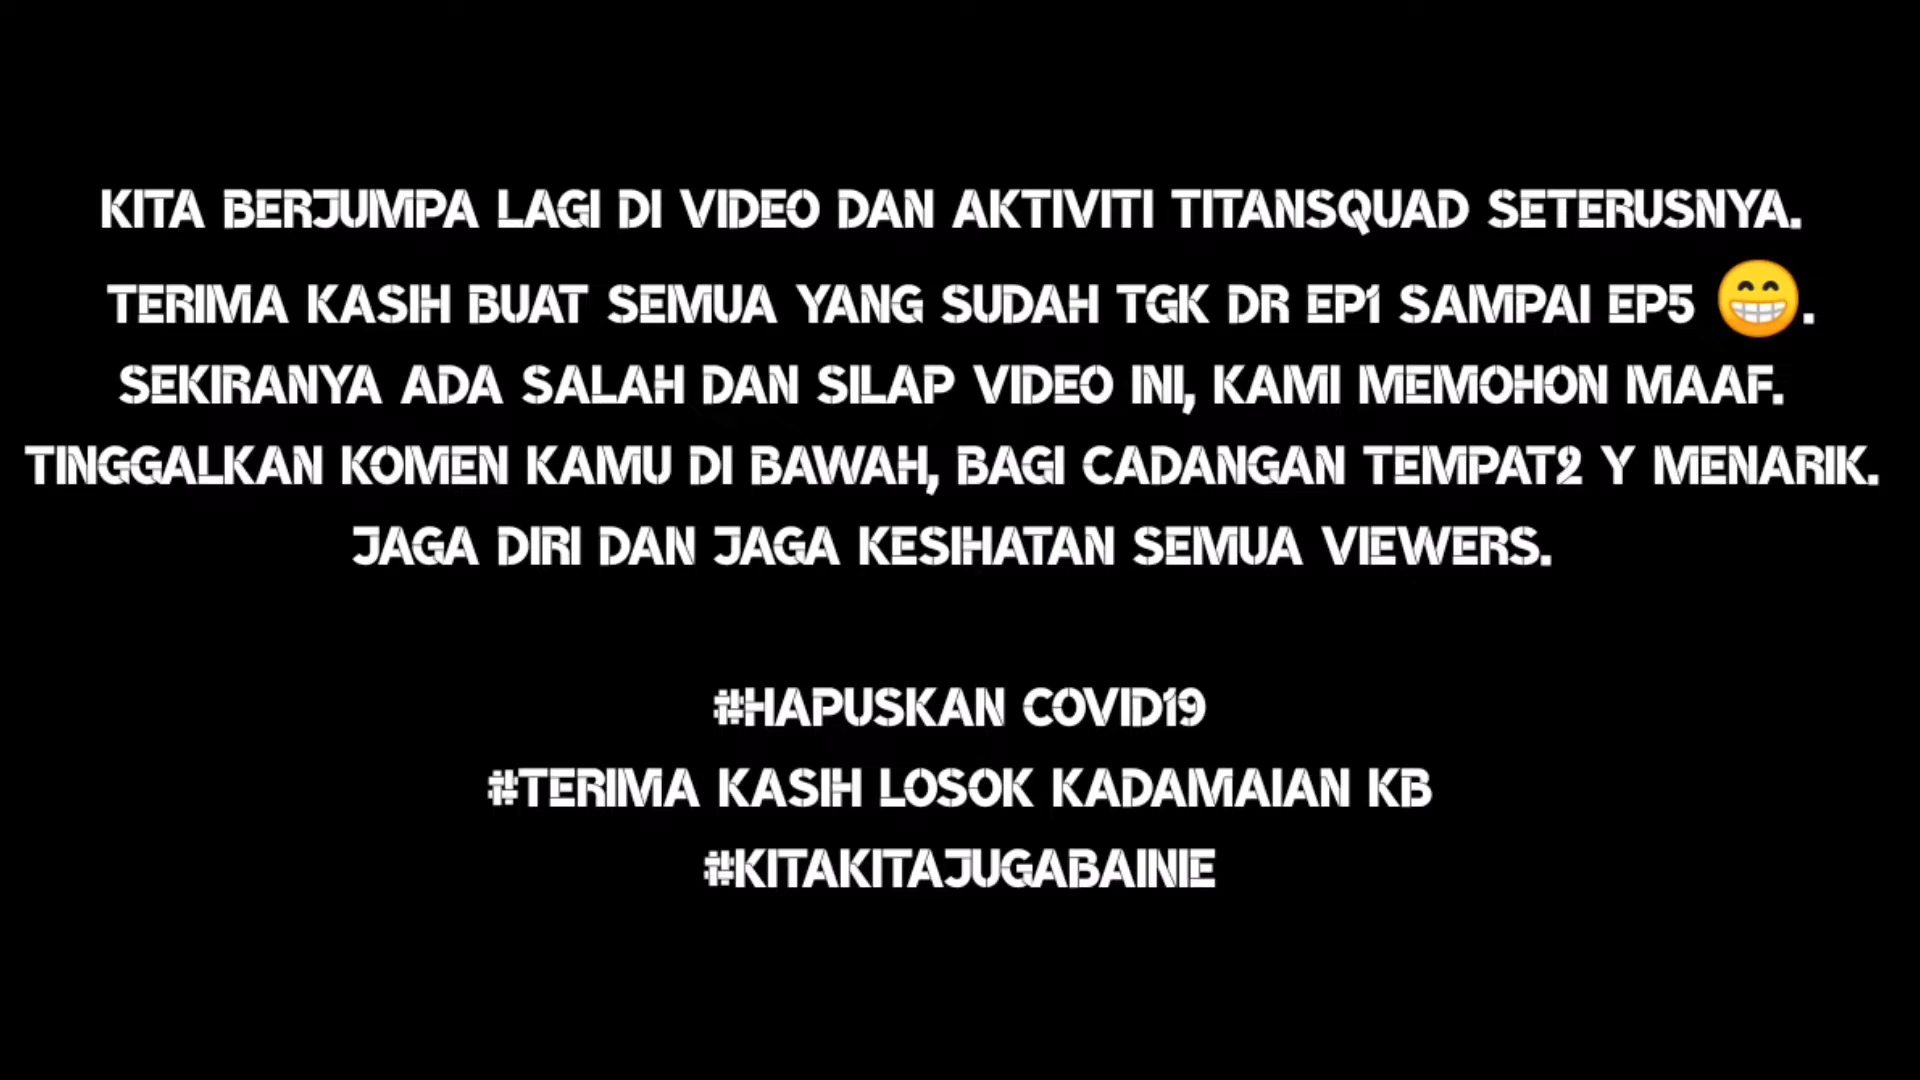 KITA BERJUMPA LAGI DI VIDEO DAN AKTIVITI TITANSQUAD SETERUSNYA.
TERIMA KASIH BUAT SEMUA YANG SUDAH TGK DR EP1 SAMPAI EP5 😁.
SEKIRANYA ADA SALAH DAN SILAP VIDEO INI, KAMI MEMOHON MAAF.
TINGGALKAN KOMEN KAMU DI BAWAH, BAGI CADANGAN TEMPAT2 Y MENARIK.
JAGA DIRI DAN JAGA KESIHATAN SEMUA VIEWERS.
#HAPUSKAN COVID19
#TERIMA KASIH LOSOK KADAMAIAN KB
#KITAKITAJUGABAINIE